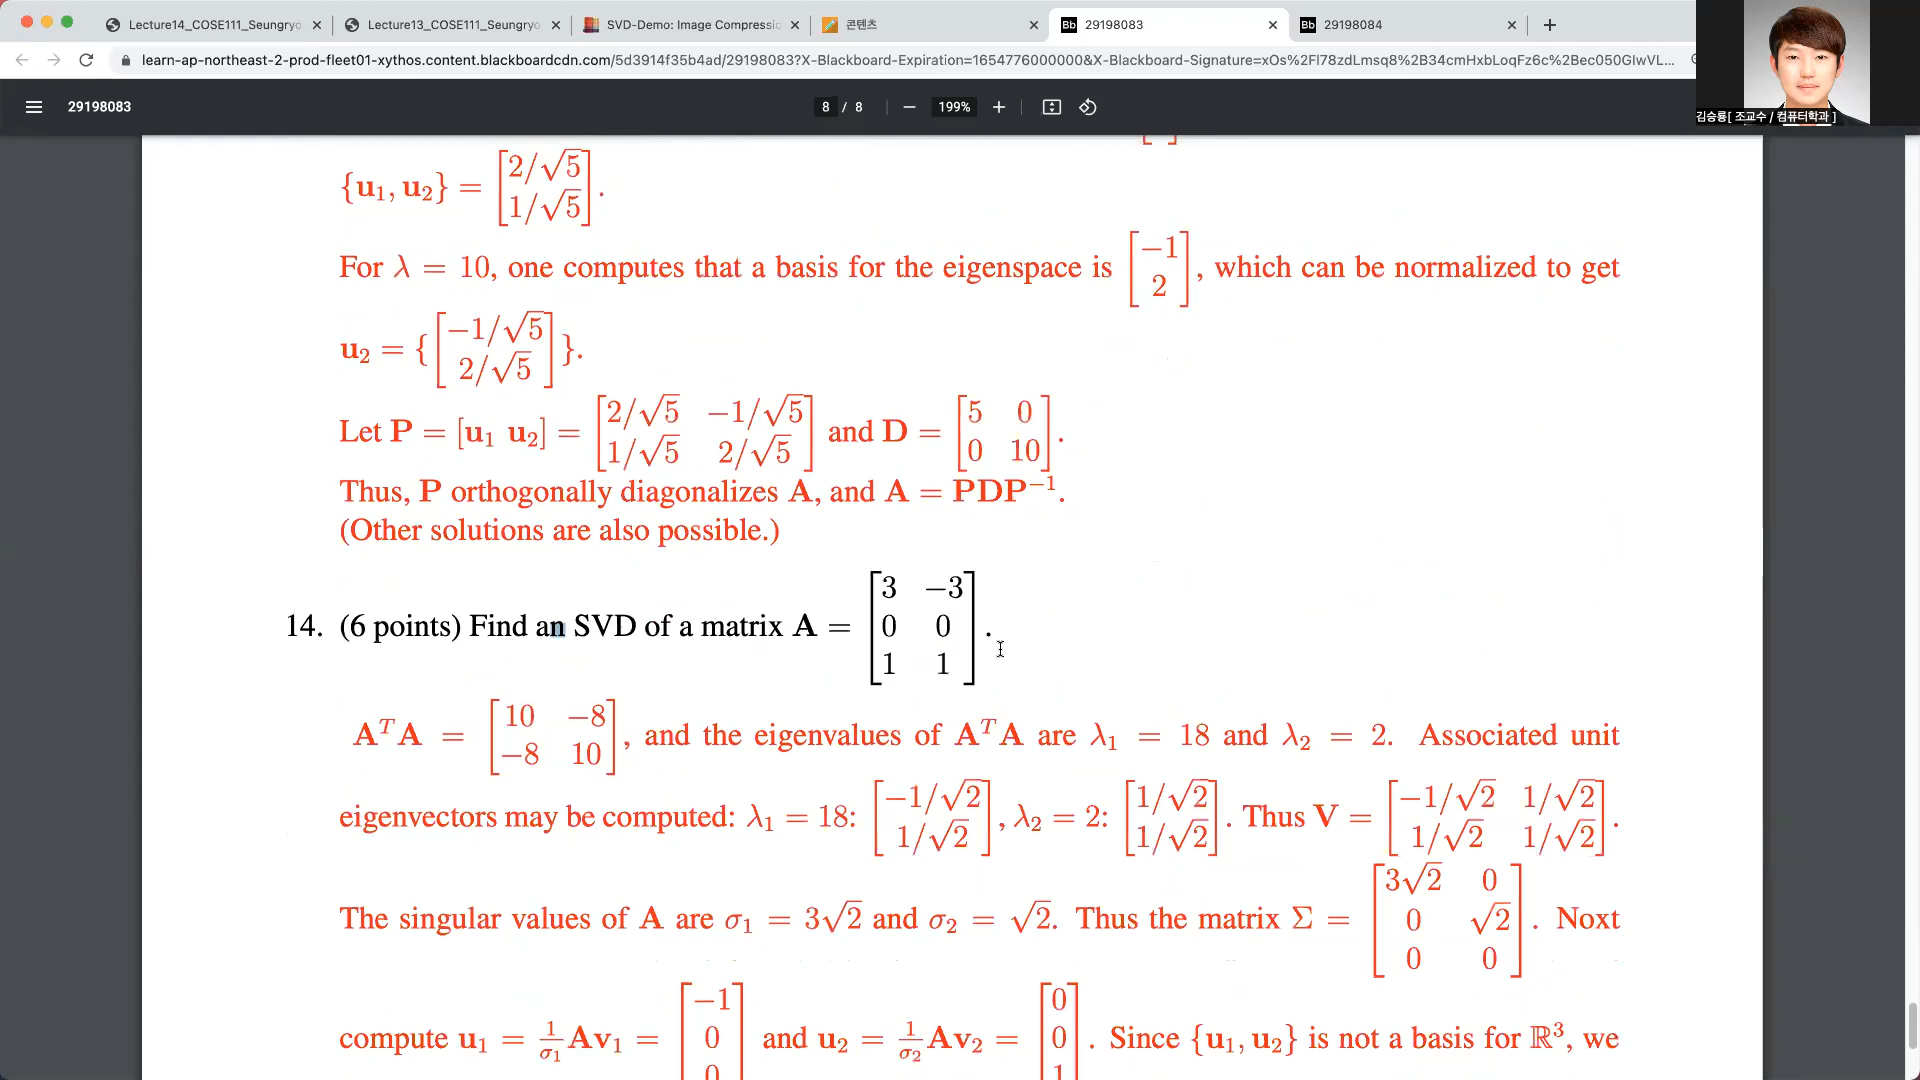 Lecture14_COSE111_Seungryo
Lecture13_COSE111_Seungryo
SVD-Demo: Image Compressic
콘텐츠
Bb 29198083
Bb 29198084
learn-ap-northeast-2-prod-fleet01-xythos.content.blackboardcdn.com/5d3914f35b4ad/29198083?X-Blackboard-Expiration=1654776000000&X-Blackboard-Signature=xOs%2Fl78zdLmsq8%2B34cmHxbLoqFz6c%2Bec050GIwVL...
29198083
8 / 8
199%
김승룡[ 조교수 / 컴퓨터학과 ]
{u₁, u₂} = [2/√5; 1/√5].
For λ = 10, one computes that a basis for the eigenspace is [−1; 2], which can be normalized to get
u₂ = {[−1/√5; 2/√5]}.
Let P = [u₁ u₂] = [2/√5 −1/√5; 1/√5 2/√5] and D = [5 0; 0 10].
Thus, P orthogonally diagonalizes A, and A = PDP⁻¹.
(Other solutions are also possible.)
14. (6 points) Find an SVD of a matrix A = [3 −3; 0 0; 1 1].
AᵀA = [10 −8; −8 10], and the eigenvalues of AᵀA are λ₁ = 18 and λ₂ = 2. Associated unit
eigenvectors may be computed: λ₁ = 18: [−1/√2; 1/√2], λ₂ = 2: [1/√2; 1/√2]. Thus V = [−1/√2 1/√2; 1/√2 1/√2].
The singular values of A are σ₁ = 3√2 and σ₂ = √2. Thus the matrix Σ = [3√2 0; 0 √2; 0 0]. Noxt
compute u₁ = 1/σ₁ Av₁ = [−1; 0; 0] and u₂ = 1/σ₂ Av₂ = [0; 0; 1]. Since {u₁, u₂} is not a basis for ℝ³, we